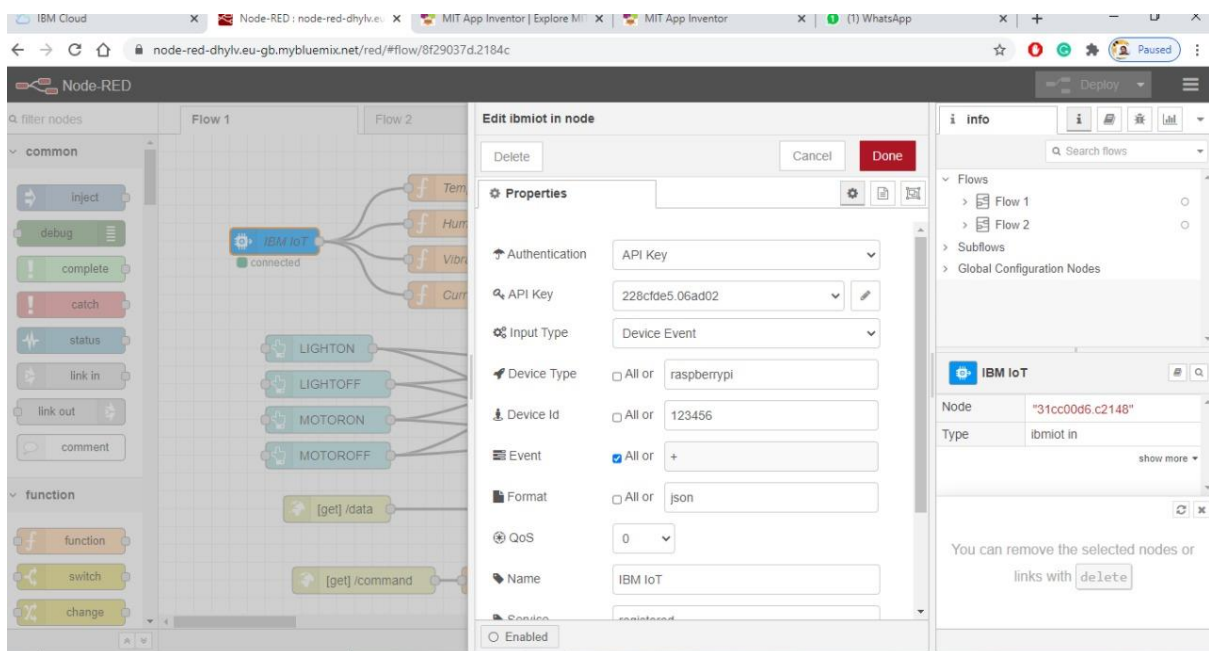 IBM Cloud
Node-RED : node-red-dhylv.eu
MIT App Inventor | Explore MIT
MIT App Inventor
(1) WhatsApp
node-red-dhylv.eu-gb.mybluemix.net/red/#flow/8f29037d.2184c
Paused
Node-RED
Deploy
filter nodes
Flow 1
Flow 2
Edit ibmiot in node
info
Delete
Cancel
Done
Search flows
common
Properties
Flows
Flow 1
Flow 2
Subflows
Global Configuration Nodes
inject
debug
complete
catch
status
link in
link out
comment
function
function
switch
change
IBM IoT
connected
Tem
Hum
Vibr
Curr
LIGHTON
LIGHTOFF
MOTORON
MOTOROFF
[get] /data
[get] /command
Authentication API Key
API Key 228cfde5.06ad02
Input Type Device Event
Device Type All or raspberrypi
Device Id All or 123456
Event All or +
Format All or json
QoS 0
Name IBM IoT
Service registered
Enabled
IBM IoT
Node "31cc00d6.c2148"
Type ibmiot in
show more
You can remove the selected nodes or
links with delete